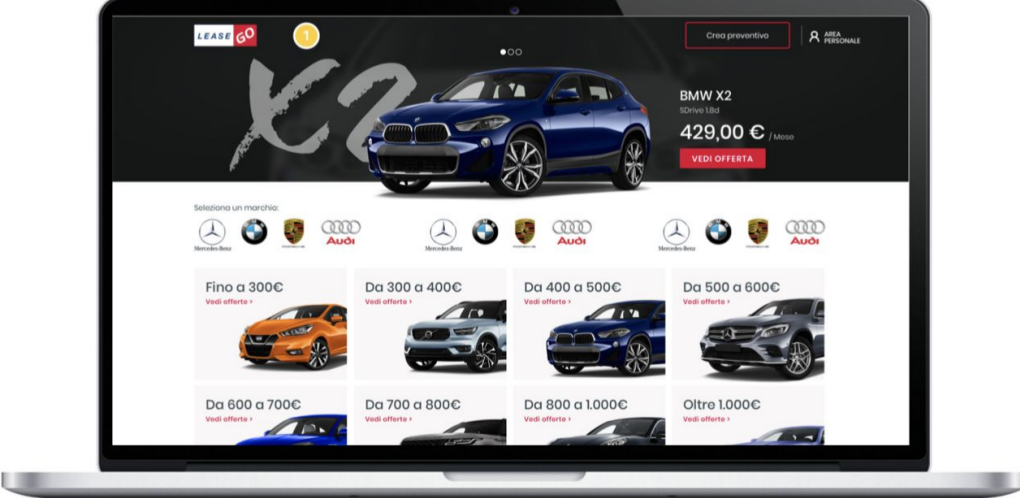 LEASE GO
1
Crea preventivo
AREA
PERSONALE
X2
BMW X2
SDrive 1.8d
429,00 € / Mese
VEDI OFFERTA
Seleziona un marchio:
Mercedes-Benz
BMW
Audi
Mercedes-Benz
BMW
Audi
Mercedes-Benz
BMW
Audi
Fino a 300€
Vedi offerte ›
Da 300 a 400€
Vedi offerte ›
Da 400 a 500€
Vedi offerte ›
Da 500 a 600€
Vedi offerte ›
Da 600 a 700€
Vedi offerte ›
Da 700 a 800€
Vedi offerte ›
Da 800 a 1.000€
Vedi offerte ›
Oltre 1.000€
Vedi offerte ›